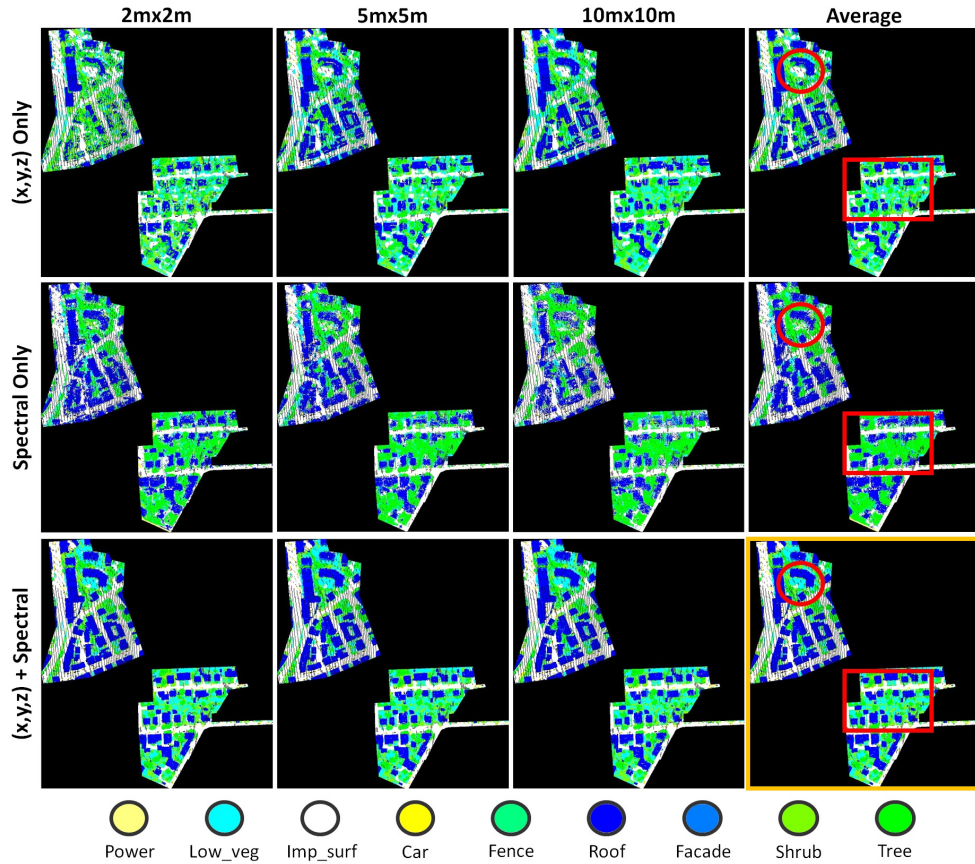 2mx2m 5mx5m 10mx10m Average
(x,y,z) Only
Spectral Only
(x,y,z) + Spectral
Power Low_veg Imp_surf Car Fence Roof Facade Shrub Tree